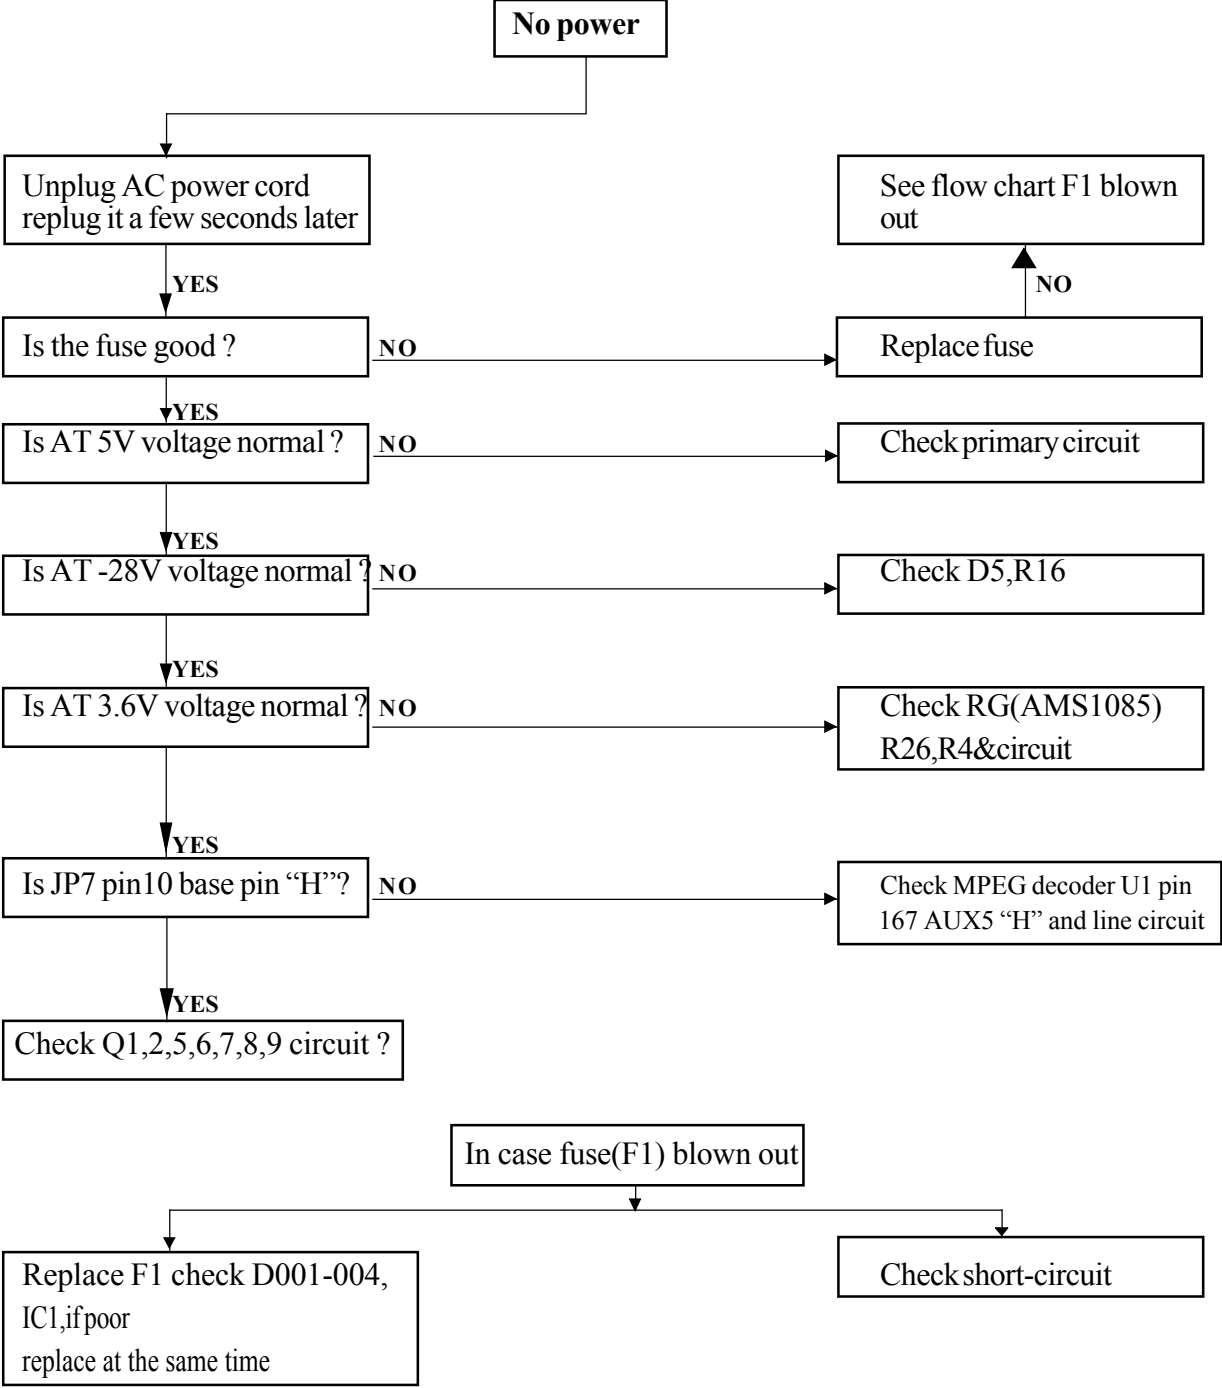 No power
Unplug AC power cord
replug it a few seconds later
See flow chart F1 blown
out
YES
NO
Is the fuse good ?
NO
Replace fuse
YES
Is AT 5V voltage normal ?
NO
Check primary circuit
YES
Is AT -28V voltage normal ?
NO
Check D5,R16
YES
Is AT 3.6V voltage normal ?
NO
Check RG(AMS1085)
R26,R4&circuit
YES
Is JP7 pin10 base pin “H”?
NO
Check MPEG decoder U1 pin
167 AUX5 “H” and line circuit
YES
Check Q1,2,5,6,7,8,9 circuit ?
In case fuse(F1) blown out
Replace F1 check D001-004,
IC1,if poor
replace at the same time
Check short-circuit